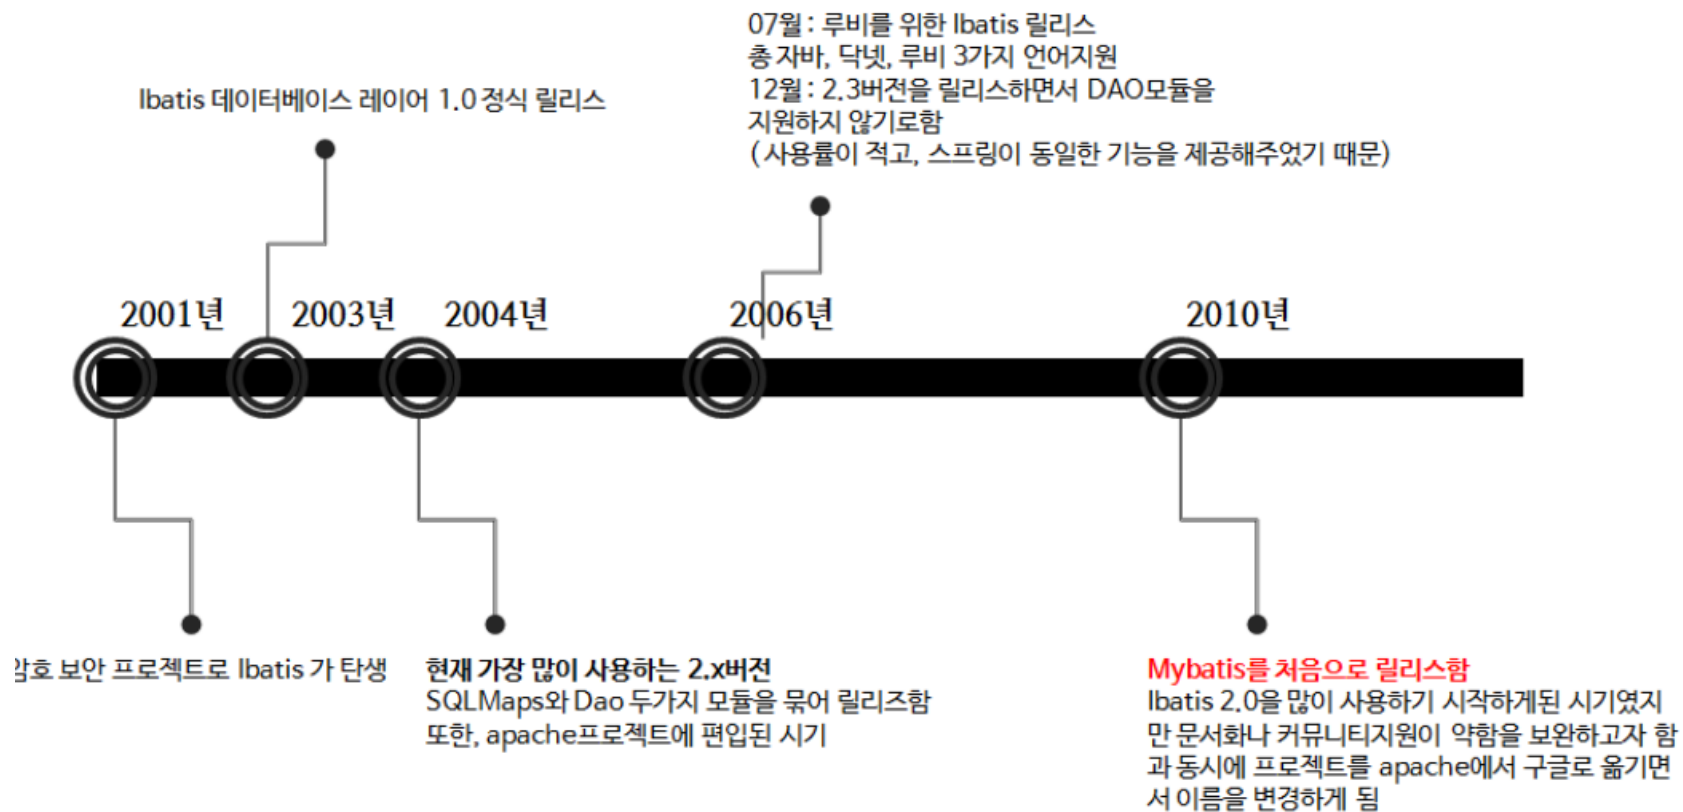 07월 : 루비를 위한 Ibatis 릴리스
총 자바, 닷넷, 루비 3가지 언어지원
12월 : 2.3버전을 릴리스하면서 DAO모듈을
지원하지 않기로함
(사용률이 적고, 스프링이 동일한 기능을 제공해주었기 때문)
Ibatis 데이터베이스 레이어 1.0 정식 릴리스
2001년
2003년
2004년
2006년
2010년
암호 보안 프로젝트로 Ibatis 가 탄생
현재 가장 많이 사용하는 2.x버전
SQLMaps와 Dao 두가지 모듈을 묶어 릴리즈함
또한, apache프로젝트에 편입된 시기
Mybatis를 처음으로 릴리스함
Ibatis 2.0을 많이 사용하기 시작하게된 시기였지
만 문서화나 커뮤니티지원이 약함을 보완하고자 함
과 동시에 프로젝트를 apache에서 구글로 옮기면
서 이름을 변경하게 됨